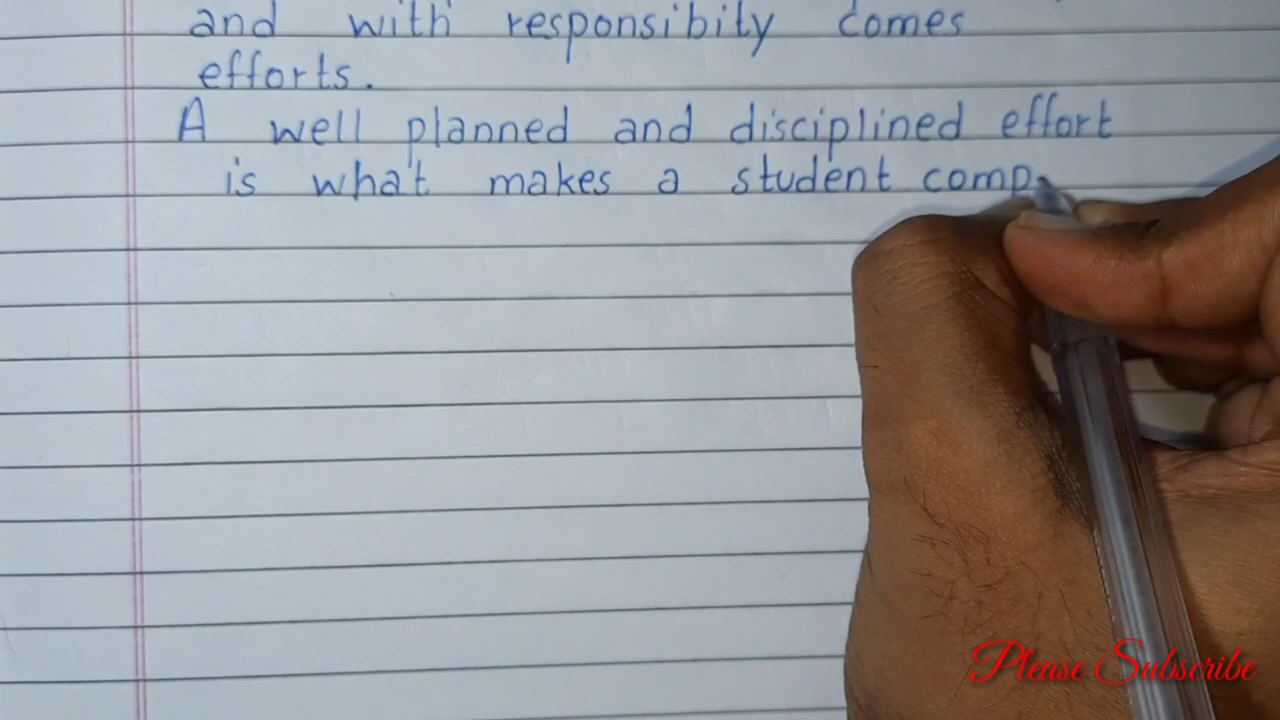 and with responsibity comes
efforts.
A well planned and disciplined effort
is what makes a student comp
Please Subscribe